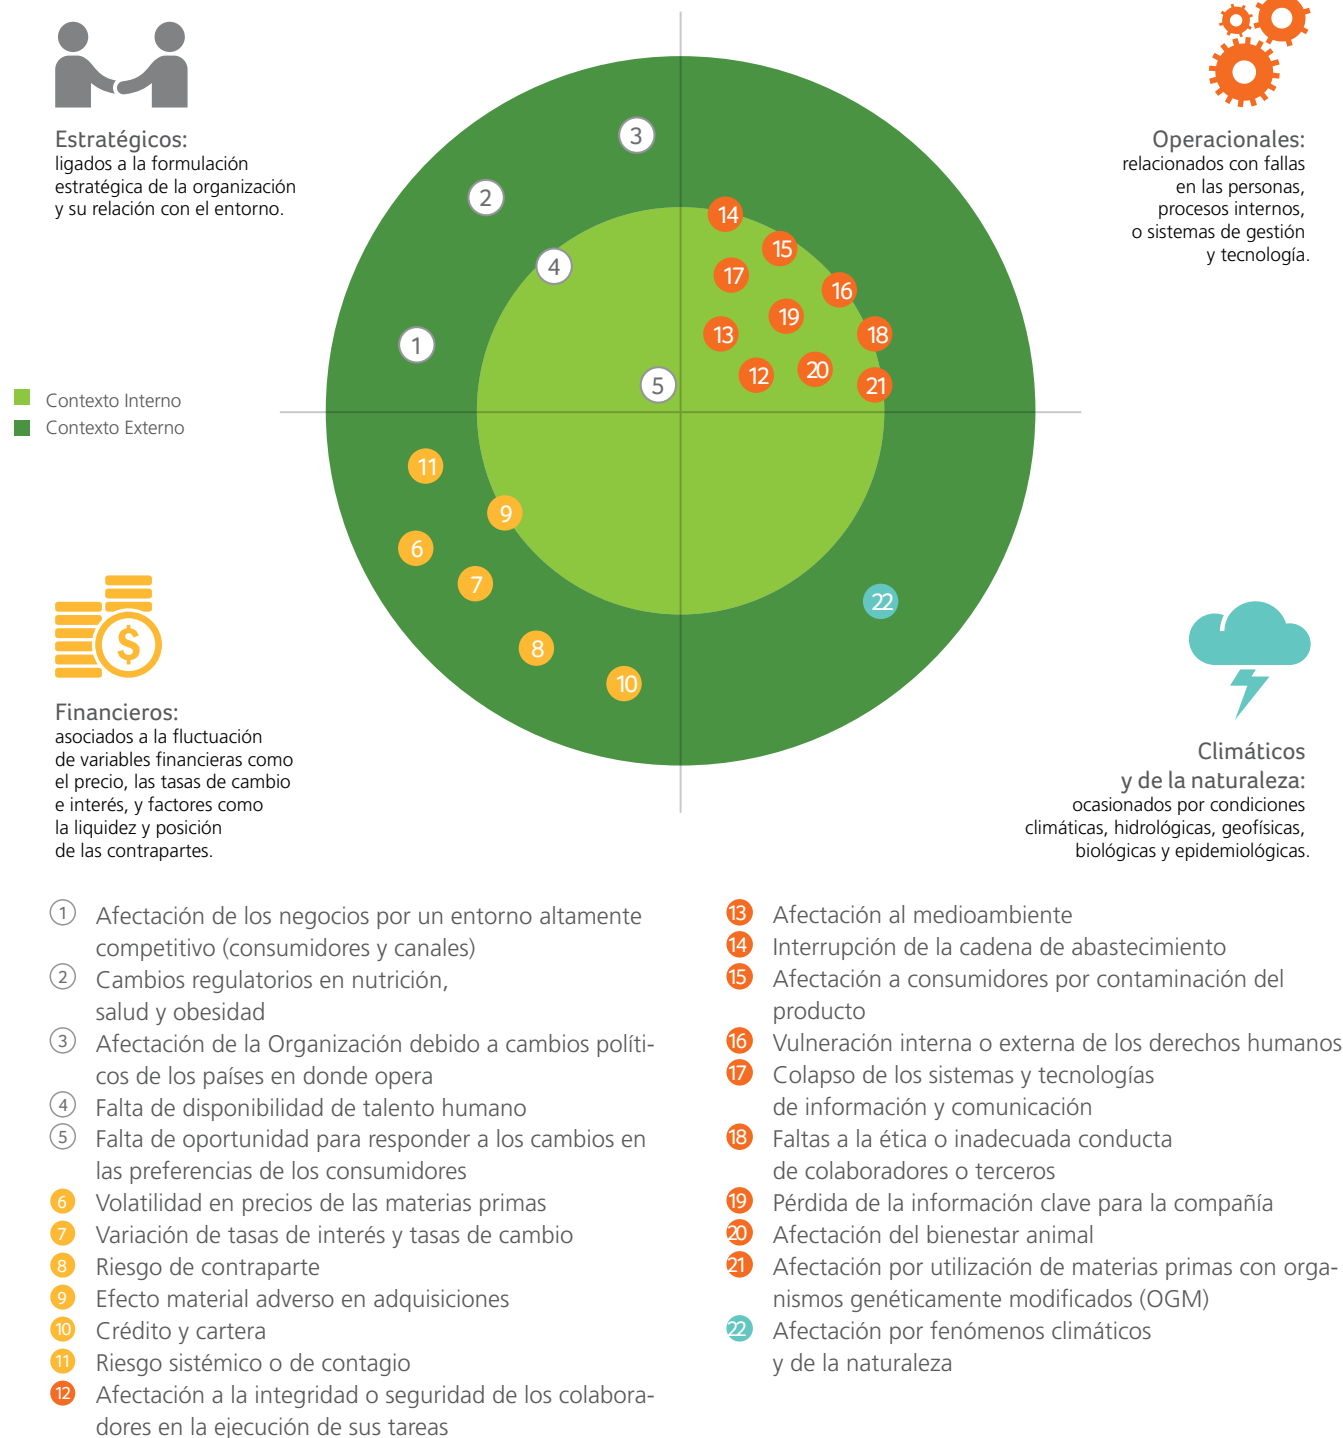 Estratégicos:
ligados a la formulación
estratégica de la organización
y su relación con el entorno.
Operacionales:
relacionados con fallas
en las personas,
procesos internos,
o sistemas de gestión
y tecnología.
3
2
14
15
4
17
16
19
13
18
1
20
12
5
21
Contexto Interno
Contexto Externo
11
9
6
7
22
8
10
$
Financieros:
asociados a la fluctuación
de variables financieras como
el precio, las tasas de cambio
e interés, y factores como
la liquidez y posición
de las contrapartes.
Climáticos
y de la naturaleza:
ocasionados por condiciones
climáticas, hidrológicas, geofísicas,
biológicas y epidemiológicas.
1 Afectación de los negocios por un entorno altamente
competitivo (consumidores y canales)
2 Cambios regulatorios en nutrición,
salud y obesidad
3 Afectación de la Organización debido a cambios políti-
cos de los países en donde opera
4 Falta de disponibilidad de talento humano
5 Falta de oportunidad para responder a los cambios en
las preferencias de los consumidores
6 Volatilidad en precios de las materias primas
7 Variación de tasas de interés y tasas de cambio
8 Riesgo de contraparte
9 Efecto material adverso en adquisiciones
10 Crédito y cartera
11 Riesgo sistémico o de contagio
12 Afectación a la integridad o seguridad de los colabora-
dores en la ejecución de sus tareas
13 Afectación al medioambiente
14 Interrupción de la cadena de abastecimiento
15 Afectación a consumidores por contaminación del
producto
16 Vulneración interna o externa de los derechos humanos
17 Colapso de los sistemas y tecnologías
de información y comunicación
18 Faltas a la ética o inadecuada conducta
de colaboradores o terceros
19 Pérdida de la información clave para la compañía
20 Afectación del bienestar animal
21 Afectación por utilización de materias primas con orga-
nismos genéticamente modificados (OGM)
22 Afectación por fenómenos climáticos
y de la naturaleza